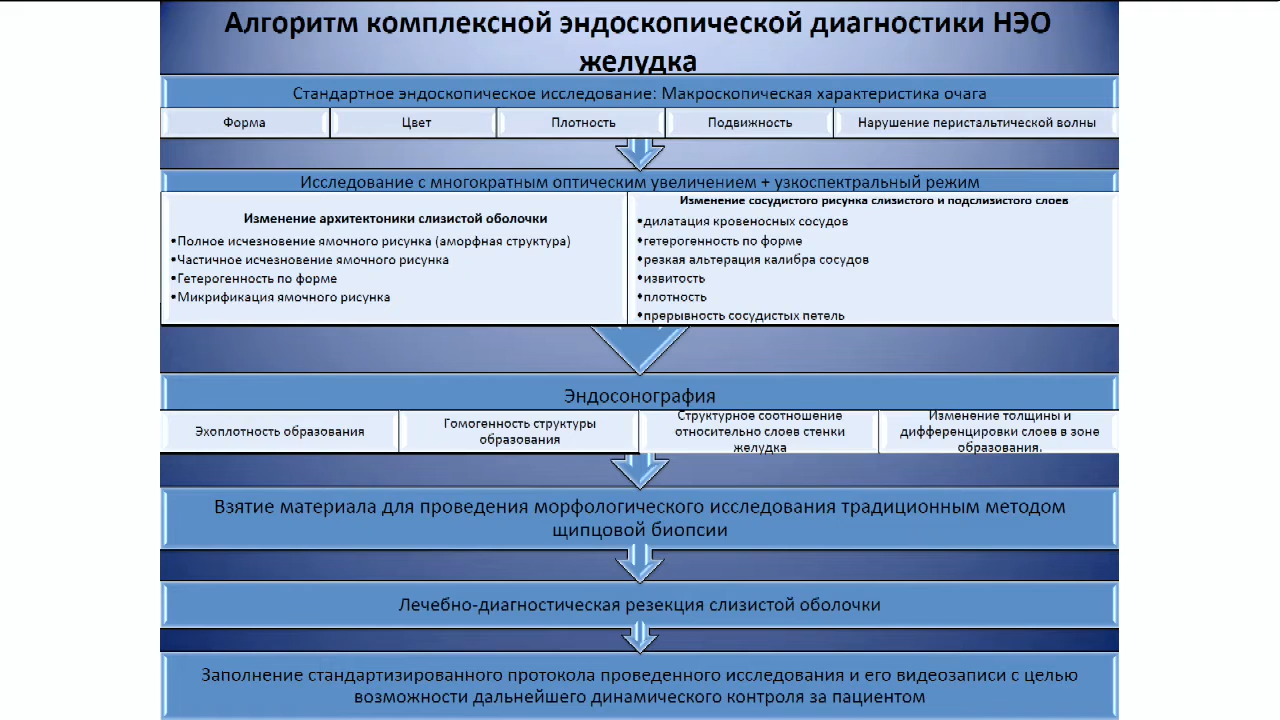 Алгоритм комплексной эндоскопической диагностики НЭО
желудка
Стандартное эндоскопическое исследование: Макроскопическая характеристика очага
Форма
Цвет
Плотность
Подвижность
Нарушение перистальтической волны
Исследование с многократным оптическим увеличением + узкоспектральный режим
Изменение архитектоники слизистой оболочки
•Полное исчезновение ямочного рисунка (аморфная структура)
•Частичное исчезновение ямочного рисунка
•Гетерогенность по форме
•Микрификация ямочного рисунка
Изменение сосудистого рисунка слизистого и подслизистого слоев
•дилатация кровеносных сосудов
•гетерогенность по форме
•резкая альтерация калибра сосудов
•извитость
•плотность
•прерывность сосудистых петель
Эндосонография
Эхоплотность образования
Гомогенность структуры
образования
Структурное соотношение
относительно слоев стенки
желудка
Изменение толщины и
дифференцировки слоев в зоне
образования.
Взятие материала для проведения морфологического исследования традиционным методом
щипцовой биопсии
Лечебно-диагностическая резекция слизистой оболочки
Заполнение стандартизированного протокола проведенного исследования и его видеозаписи с целью
возможности дальнейшего динамического контроля за пациентом